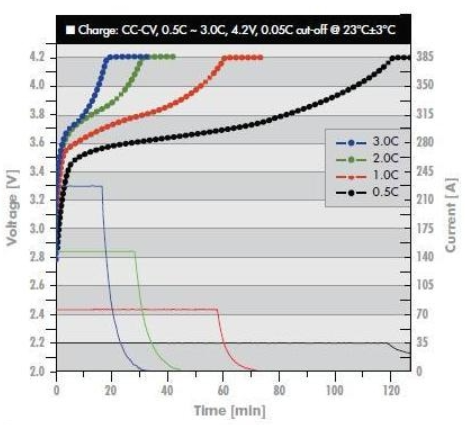 ■ Charge: CC-CV, 0.5C ~ 3.0C, 4.2V, 0.05C cut-off @ 23°C±3°C
4.2
4.0
3.8
3.6
3.4
3.2
3.0
2.8
2.6
2.4
2.2
2.0
Voltage [V]
385
350
315
280
245
210
175
140
105
70
35
0
Current [A]
3.0C
2.0C
1.0C
0.5C
0 20 40 60 80 100 120
Time [min]